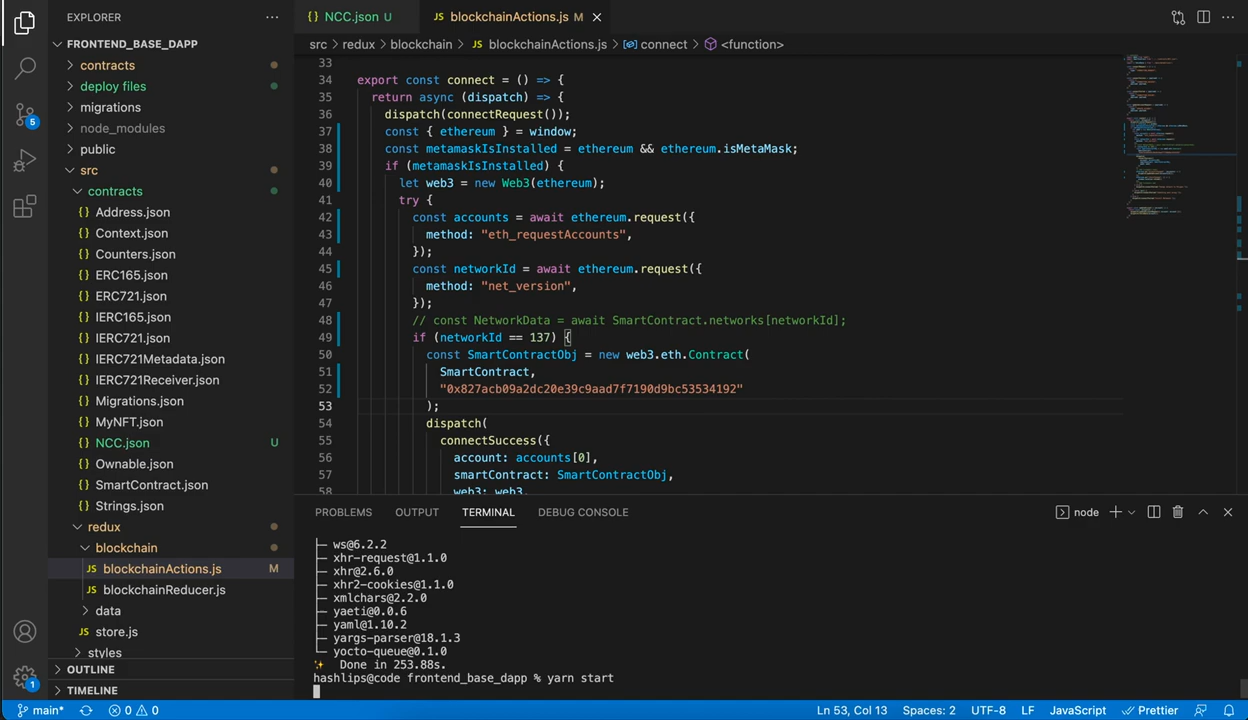 EXPLORER
NCC.json U
blockchainActions.js M
FRONTEND_BASE_DAPP
contracts
deploy files
migrations
node_modules
public
src
contracts
Address.json
Context.json
Counters.json
ERC165.json
ERC721.json
IERC165.json
IERC721.json
IERC721Metadata.json
IERC721Receiver.json
Migrations.json
MyNFT.json
NCC.json U
Ownable.json
SmartContract.json
Strings.json
redux
blockchain
blockchainActions.js M
blockchainReducer.js
data
store.js
styles
OUTLINE
TIMELINE
5
1
src > redux > blockchain > JS blockchainActions.js > connect > <function>
33
34 export const connect = () => {
35 return async (dispatch) => {
36 dispatch(connectRequest());
37 const { ethereum } = window;
38 const metamaskIsInstalled = ethereum && ethereum.isMetaMask;
39 if (metamaskIsInstalled) {
40 let web3 = new Web3(ethereum);
41 try {
42 const accounts = await ethereum.request({
43 method: "eth_requestAccounts",
44 });
45 const networkId = await ethereum.request({
46 method: "net_version",
47 });
48 // const NetworkData = await SmartContract.networks[networkId];
49 if (networkId == 137) {
50 const SmartContractObj = new web3.eth.Contract(
51 SmartContract,
52 "0x827acb09a2dc20e39c9aad7f7190d9bc53534192"
53 );
54 dispatch(
55 connectSuccess({
56 account: accounts[0],
57 smartContract: SmartContractObj,
58 web3: web3,
PROBLEMS OUTPUT TERMINAL DEBUG CONSOLE node
├─ ws@6.2.2
├─ xhr-request@1.1.0
├─ xhr@2.6.0
├─ xhr2-cookies@1.1.0
├─ xmlchars@2.2.0
├─ yaeti@0.0.6
├─ yaml@1.10.2
├─ yargs-parser@18.1.3
└─ yocto-queue@0.1.0
✨ Done in 253.88s.
hashlips@code frontend_base_dapp % yarn start
main* 0 0 Ln 53, Col 13 Spaces: 2 UTF-8 LF JavaScript Prettier